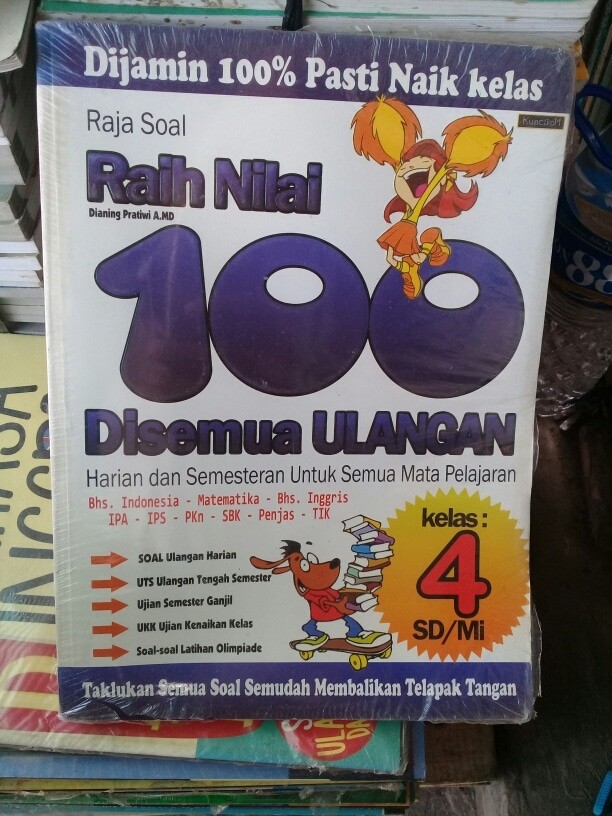 Dijamin 100% Pasti Naik kelas
Raja Soal
Raih Nilai
Dianing Pratiwi A.MD
100
Disemua ULANGAN
Harian dan Semesteran Untuk Semua Mata Pelajaran
Bhs. Indonesia - Matematika - Bhs. Inggris
IPA - IPS - PKn - SBK - Penjas - TIK
SOAL Ulangan Harian
UTS Ulangan Tengah Semester
Ujian Semester Ganjil
UKK Ujian Kenaikan Kelas
Soal-soal Latihan Olimpiade
kelas :
4
SD/Mi
Taklukan Semua Soal Semudah Membalikan Telapak Tangan
88